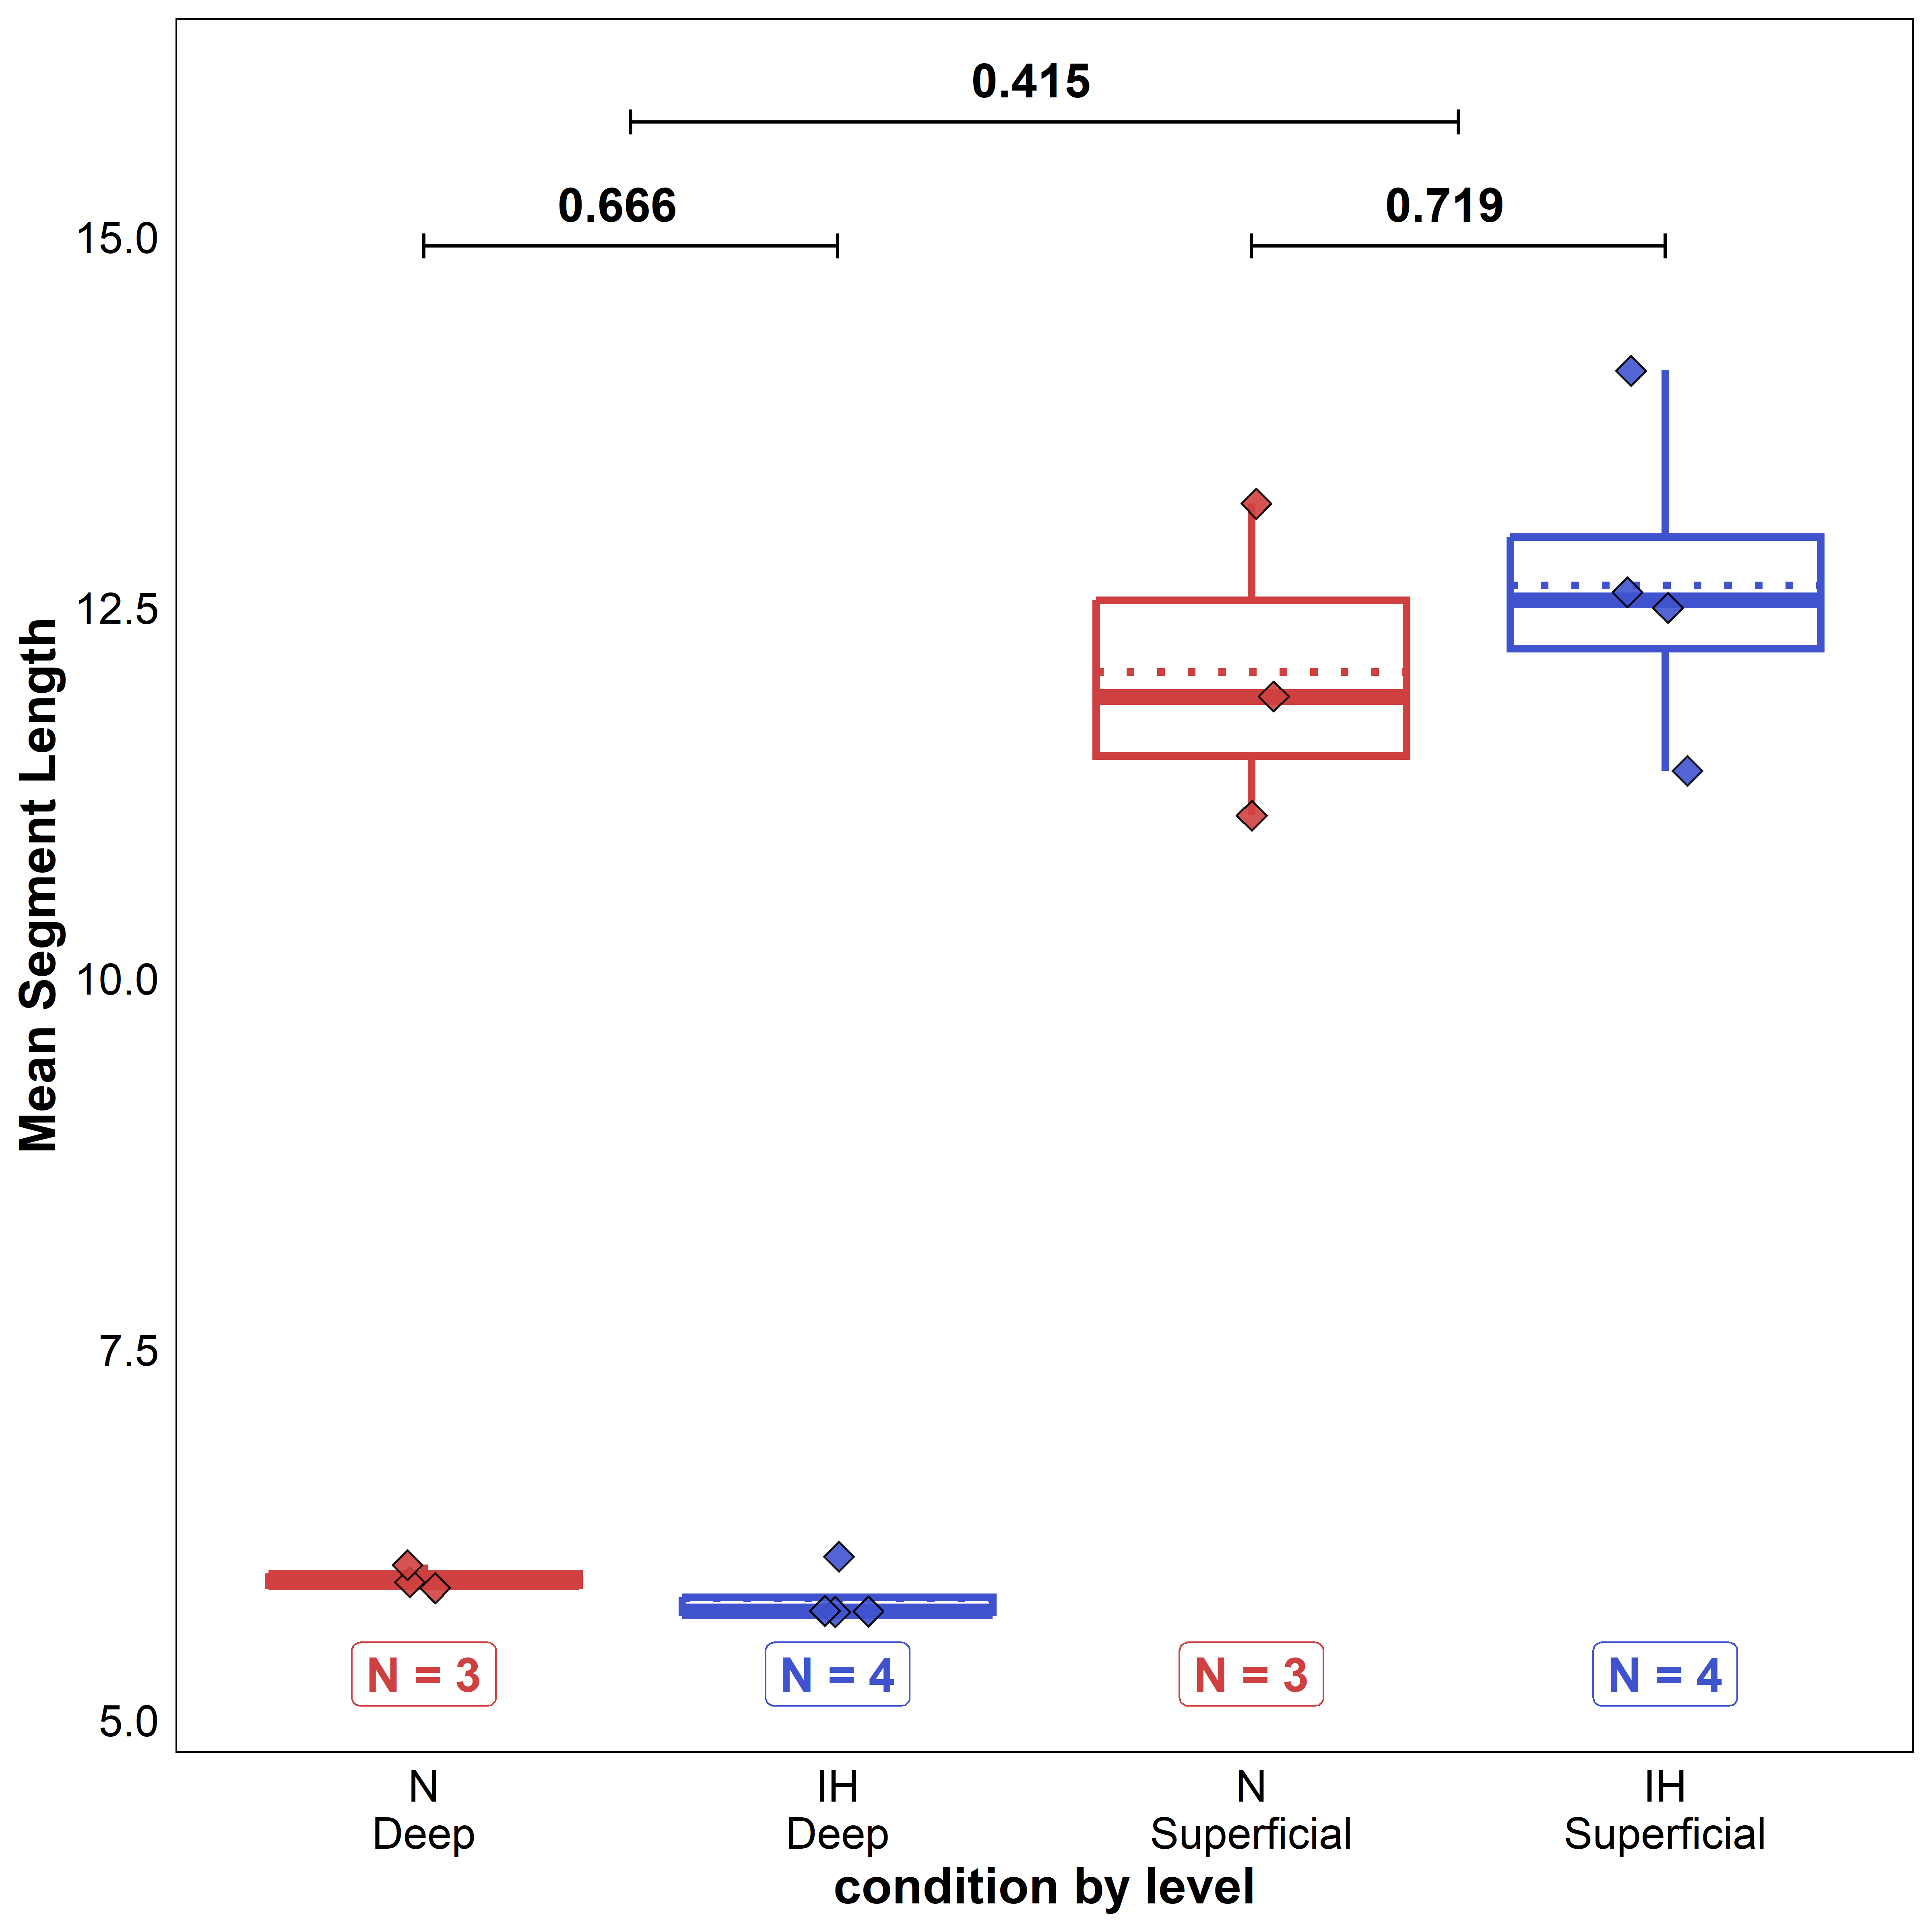 0.415
0.666
0.719
15.0
12.5
10.0
7.5
5.0
Mean Segment Length
N = 3
N = 4
N = 3
N = 4
N
Deep
IH
Deep
N
Superficial
IH
Superficial
condition by level